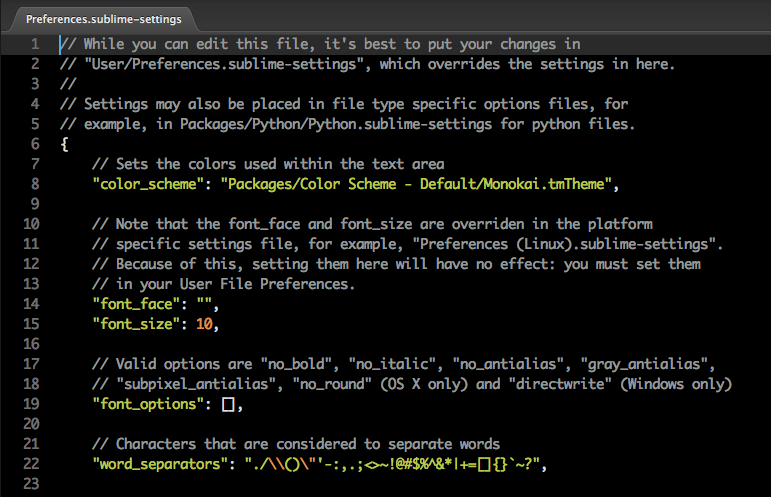 Preferences.sublime-settings
1 // While you can edit this file, it's best to put your changes in
2 // "User/Preferences.sublime-settings", which overrides the settings in here.
3 //
4 // Settings may also be placed in file type specific options files, for
5 // example, in Packages/Python/Python.sublime-settings for python files.
6 {
7 // Sets the colors used within the text area
8 "color_scheme": "Packages/Color Scheme - Default/Monokai.tmTheme",
9
10 // Note that the font_face and font_size are overriden in the platform
11 // specific settings file, for example, "Preferences (Linux).sublime-settings".
12 // Because of this, setting them here will have no effect: you must set them
13 // in your User File Preferences.
14 "font_face": "",
15 "font_size": 10,
16
17 // Valid options are "no_bold", "no_italic", "no_antialias", "gray_antialias",
18 // "subpixel_antialias", "no_round" (OS X only) and "directwrite" (Windows only)
19 "font_options": [],
20
21 // Characters that are considered to separate words
22 "word_separators": "./\\()\"'-:,.;<>~!@#$%^&*|+=[]{}`~?",
23